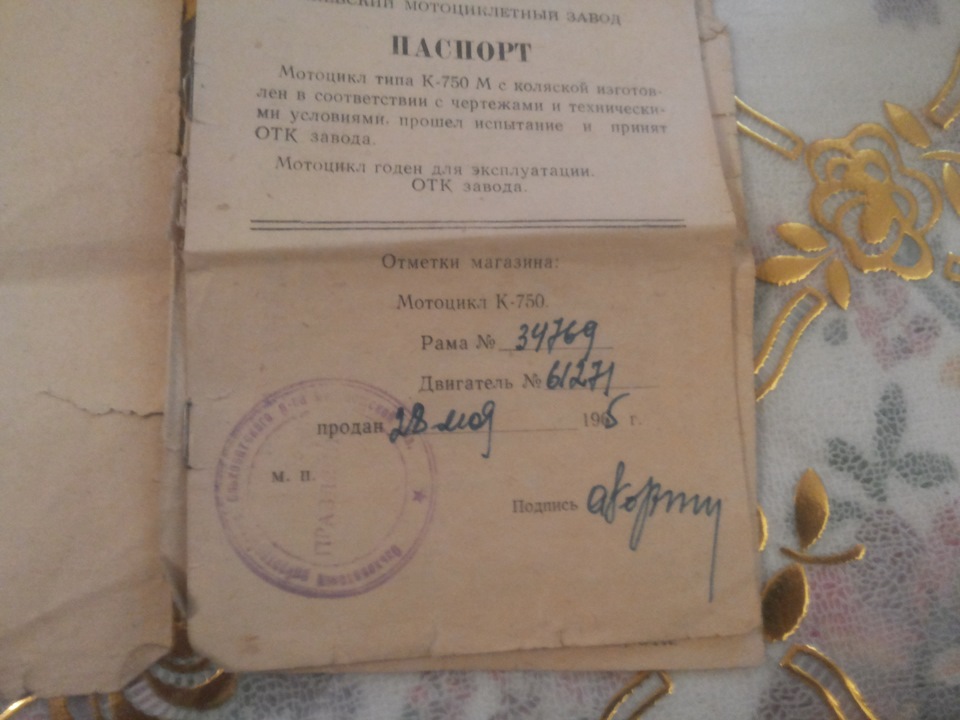 МОТОЦИКЛЕТНЫЙ ЗАВОД
ПАСПОРТ
Мотоцикл типа К-750 М с коляской изготов-
лен в соответствии с чертежами и технически-
ми условиями, прошел испытание и принят
ОТК завода.
Мотоцикл годен для эксплуатации.
ОТК завода.
Отметки магазина:
Мотоцикл К-750.
Рама № 34769
Двигатель № 61271
продан 28 мая 1965 г.
м. п.
Подпись